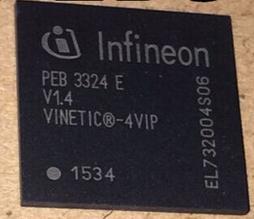 Infineon
PEB 3324 E
V1.4
VINETIC®-4VIP
1534
EL732004S06